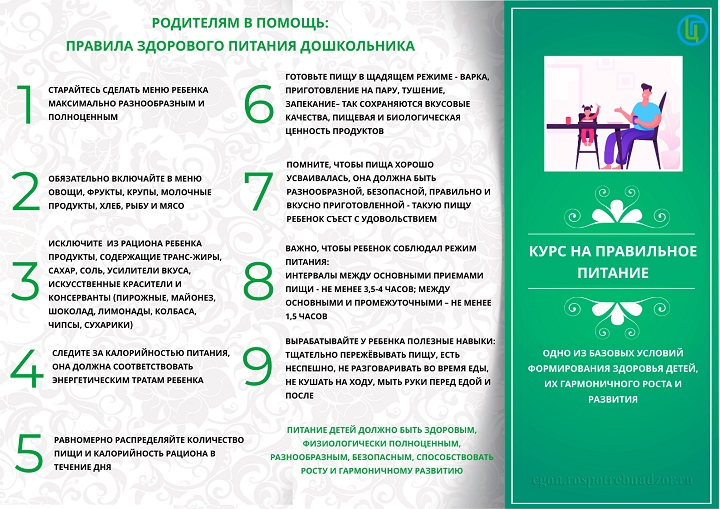 РОДИТЕЛЯМ В ПОМОЩЬ:
ПРАВИЛА ЗДОРОВОГО ПИТАНИЯ ДОШКОЛЬНИКА
1
СТАРАЙТЕСЬ СДЕЛАТЬ МЕНЮ РЕБЕНКА
МАКСИМАЛЬНО РАЗНООБРАЗНЫМ И
ПОЛНОЦЕННЫМ
2
ОБЯЗАТЕЛЬНО ВКЛЮЧАЙТЕ В МЕНЮ
ОВОЩИ, ФРУКТЫ, КРУПЫ, МОЛОЧНЫЕ
ПРОДУКТЫ, ХЛЕБ, РЫБУ И МЯСО
3
ИСКЛЮЧИТЕ ИЗ РАЦИОНА РЕБЕНКА
ПРОДУКТЫ, СОДЕРЖАЩИЕ ТРАНС-ЖИРЫ,
САХАР, СОЛЬ, УСИЛИТЕЛИ ВКУСА,
ИСКУССТВЕННЫЕ КРАСИТЕЛИ И
КОНСЕРВАНТЫ (ПИРОЖНЫЕ, МАЙОНЕЗ,
ШОКОЛАД, ЛИМОНАДЫ, КОЛБАСА,
ЧИПСЫ, СУХАРИКИ)
4
СЛЕДИТЕ ЗА КАЛОРИЙНОСТЬЮ ПИТАНИЯ,
ОНА ДОЛЖНА СООТВЕТСТВОВАТЬ
ЭНЕРГЕТИЧЕСКИМ ТРАТАМ РЕБЕНКА
5
РАВНОМЕРНО РАСПРЕДЕЛЯЙТЕ КОЛИЧЕСТВО
ПИЩИ И КАЛОРИЙНОСТЬ РАЦИОНА В
ТЕЧЕНИЕ ДНЯ
6
ГОТОВЬТЕ ПИЩУ В ЩАДЯЩЕМ РЕЖИМЕ - ВАРКА,
ПРИГОТОВЛЕНИЕ НА ПАРУ, ТУШЕНИЕ,
ЗАПЕКАНИЕ– ТАК СОХРАНЯЮТСЯ ВКУСОВЫЕ
КАЧЕСТВА, ПИЩЕВАЯ И БИОЛОГИЧЕСКАЯ
ЦЕННОСТЬ ПРОДУКТОВ
7
ПОМНИТЕ, ЧТОБЫ ПИЩА ХОРОШО
УСВАИВАЛАСЬ, ОНА ДОЛЖНА БЫТЬ
РАЗНООБРАЗНОЙ, БЕЗОПАСНОЙ, ПРАВИЛЬНО И
ВКУСНО ПРИГОТОВЛЕННОЙ - ТАКУЮ ПИЩУ
РЕБЕНОК СЪЕСТ С УДОВОЛЬСТВИЕМ
8
ВАЖНО, ЧТОБЫ РЕБЕНОК СОБЛЮДАЛ РЕЖИМ
ПИТАНИЯ:
ИНТЕРВАЛЫ МЕЖДУ ОСНОВНЫМИ ПРИЕМАМИ
ПИЩИ - НЕ МЕНЕЕ 3,5-4 ЧАСОВ; МЕЖДУ
ОСНОВНЫМИ И ПРОМЕЖУТОЧНЫМИ – НЕ МЕНЕЕ
1,5 ЧАСОВ
9
ВЫРАБАТЫВАЙТЕ У РЕБЕНКА ПОЛЕЗНЫЕ НАВЫКИ:
ТЩАТЕЛЬНО ПЕРЕЖЁВЫВАТЬ ПИЩУ, ЕСТЬ
НЕСПЕШНО, НЕ РАЗГОВАРИВАТЬ ВО ВРЕМЯ ЕДЫ,
НЕ КУШАТЬ НА ХОДУ, МЫТЬ РУКИ ПЕРЕД ЕДОЙ И
ПОСЛЕ
ПИТАНИЕ ДЕТЕЙ ДОЛЖНО БЫТЬ ЗДОРОВЫМ,
ФИЗИОЛОГИЧЕСКИ ПОЛНОЦЕННЫМ,
РАЗНООБРАЗНЫМ, БЕЗОПАСНЫМ, СПОСОБСТВОВАТЬ
РОСТУ И ГАРМОНИЧНОМУ РАЗВИТИЮ
КУРС НА ПРАВИЛЬНОЕ
ПИТАНИЕ
ОДНО ИЗ БАЗОВЫХ УСЛОВИЙ
ФОРМИРОВАНИЯ ЗДОРОВЬЯ ДЕТЕЙ,
ИХ ГАРМОНИЧНОГО РОСТА И
РАЗВИТИЯ
cgon.rospotrebnadzor.ru